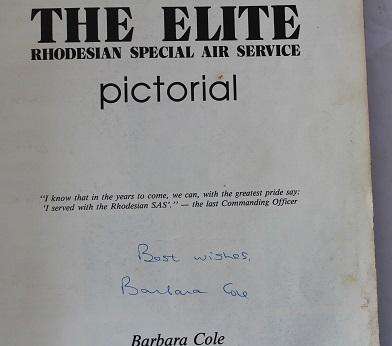 THE ELITE
RHODESIAN SPECIAL AIR SERVICE
pictorial
"I know that in the years to come, we can, with the greatest pride say:
'I served with the Rhodesian SAS'." — the last Commanding Officer
Best wishes,
Barbara Cole
Barbara Cole